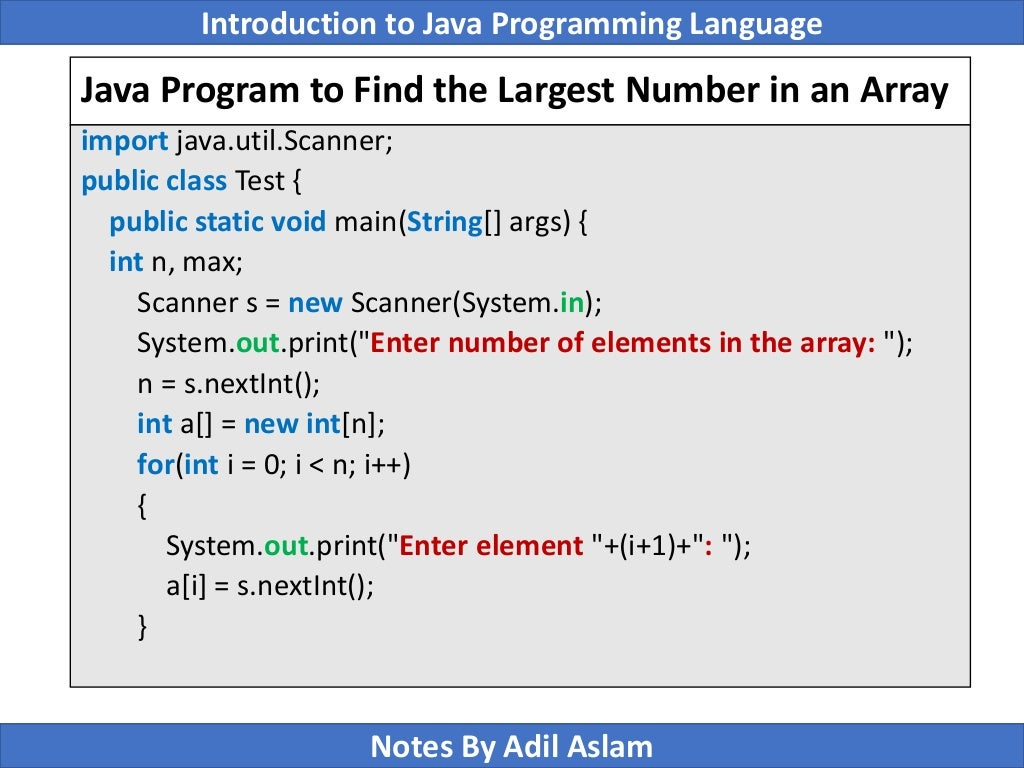 Introduction to Java Programming Language
Java Program to Find the Largest Number in an Array
import java.util.Scanner;
public class Test {
public static void main(String[] args) {
int n, max;
Scanner s = new Scanner(System.in);
System.out.print("Enter number of elements in the array: ");
n = s.nextInt();
int a[] = new int[n];
for(int i = 0; i < n; i++)
{
System.out.print("Enter element "+(i+1)+": ");
a[i] = s.nextInt();
}
Notes By Adil Aslam